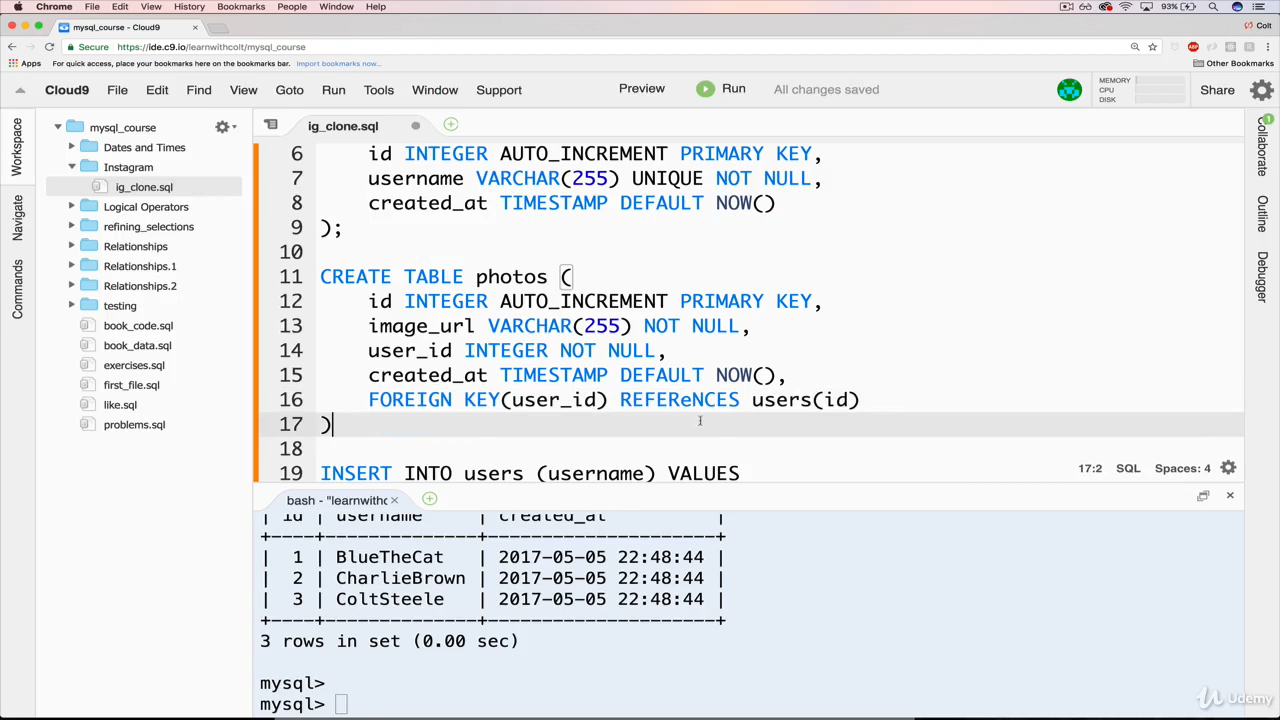 Chrome File Edit View History Bookmarks People Window Help 93%
mysql_course - Cloud9 Colt
Secure https://ide.c9.io/learnwithcolt/mysql_course
Apps For quick access, place your bookmarks here on the bookmarks bar. Import bookmarks now... Other Bookmarks
Cloud9 File Edit Find View Goto Run Tools Window Support Preview Run All changes saved MEMORY CPU DISK Share
Workspace
Navigate
Commands
mysql_course
Dates and Times
Instagram
ig_clone.sql
Logical Operators
refining_selections
Relationships
Relationships.1
Relationships.2
testing
book_code.sql
book_data.sql
exercises.sql
first_file.sql
like.sql
problems.sql
ig_clone.sql
6 id INTEGER AUTO_INCREMENT PRIMARY KEY,
7 username VARCHAR(255) UNIQUE NOT NULL,
8 created_at TIMESTAMP DEFAULT NOW()
9 );
10
11 CREATE TABLE photos (
12 id INTEGER AUTO_INCREMENT PRIMARY KEY,
13 image_url VARCHAR(255) NOT NULL,
14 user_id INTEGER NOT NULL,
15 created_at TIMESTAMP DEFAULT NOW(),
16 FOREIGN KEY(user_id) REFEReNCES users(id)
17 )
18
19 INSERT INTO users (username) VALUES
17:2 SQL Spaces: 4
bash - "learnwithc
| id | username | created_at |
+----+--------------+---------------------+
| 1 | BlueTheCat | 2017-05-05 22:48:44 |
| 2 | CharlieBrown | 2017-05-05 22:48:44 |
| 3 | ColtSteele | 2017-05-05 22:48:44 |
+----+--------------+---------------------+
3 rows in set (0.00 sec)
mysql>
mysql>
Collaborate
1
Outline
Debugger
Udemy